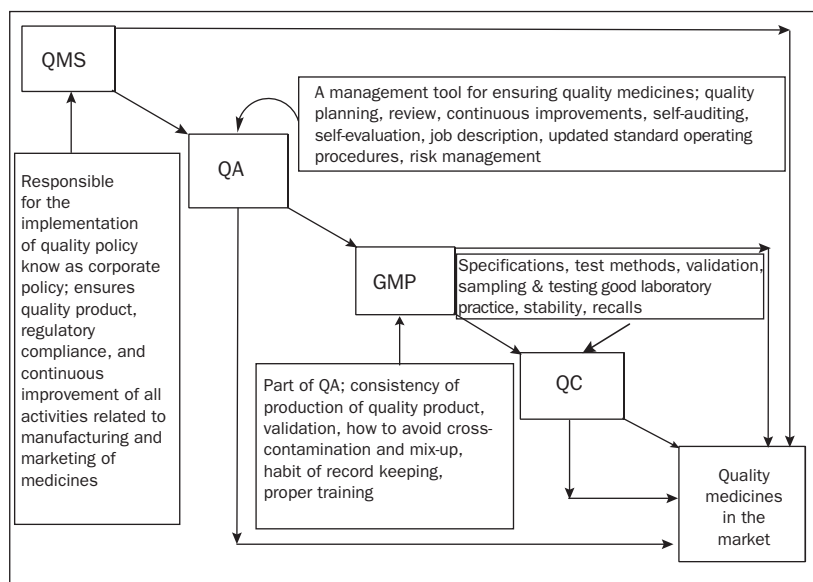 QMS
A management tool for ensuring quality medicines; quality
planning, review, continuous improvements, self-auditing,
self-evaluation, job description, updated standard operating
procedures, risk management
QA
Responsible
for the
implementation
of quality policy
know as corporate
policy; ensures
quality product,
regulatory
compliance, and
continuous
improvement of all
activities related to
manufacturing and
marketing of
medicines
GMP
Specifications, test methods, validation,
sampling & testing good laboratory
practice, stability, recalls
QC
Part of QA; consistency of
production of quality product,
validation, how to avoid cross-
contamination and mix-up,
habit of record keeping,
proper training
Quality
medicines
in the
market